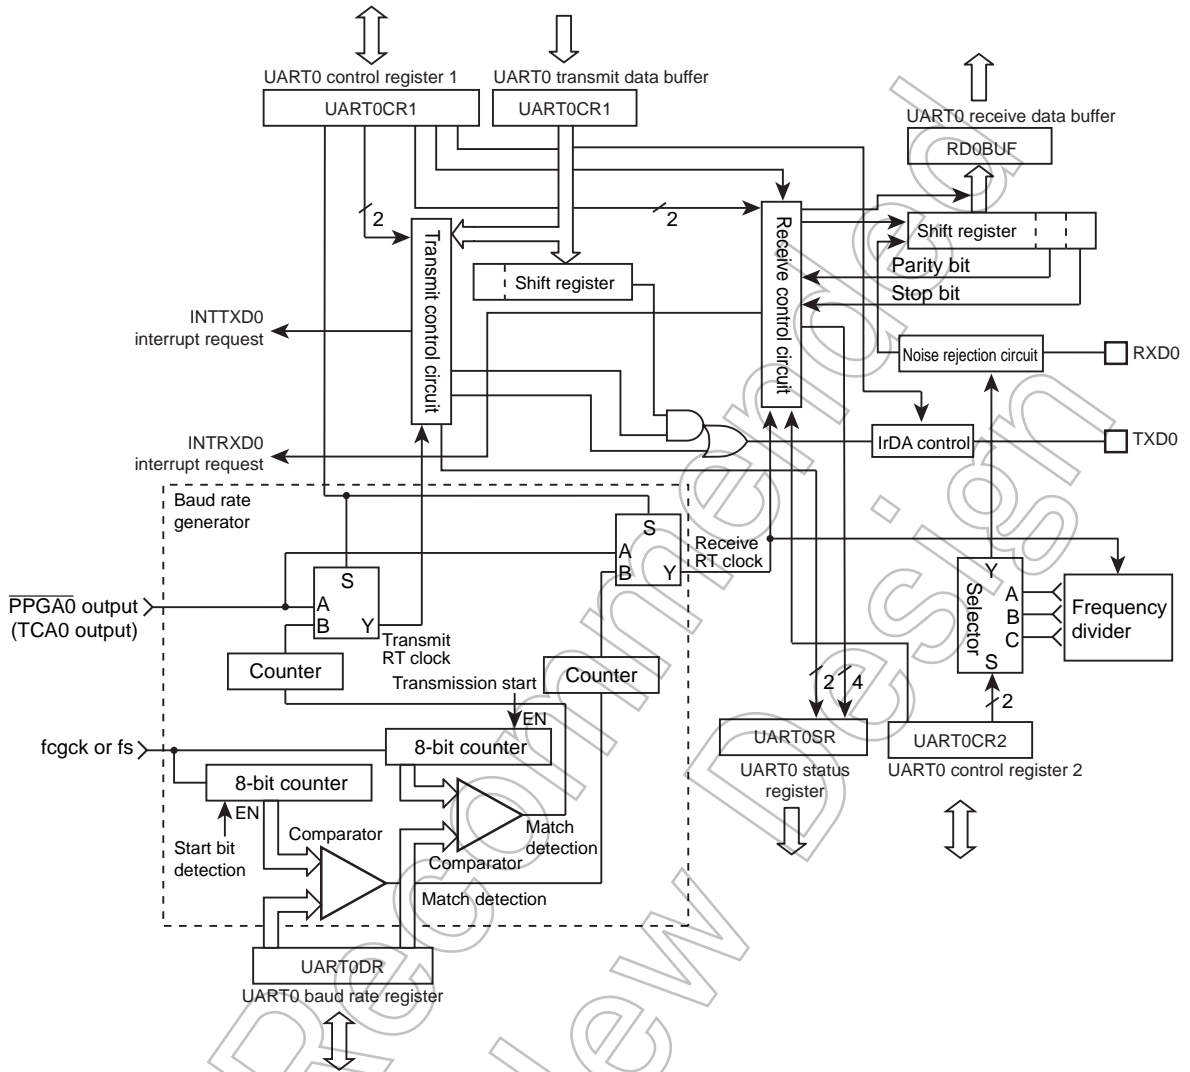 UART0 control register 1
UART0 transmit data buffer
UART0CR1
UART0CR1
UART0 receive data buffer
RD0BUF
2
2
Transmit control circuit
Receive control circuit
Shift register
Shift register
Parity bit
Stop bit
INTTXD0
interrupt request
Noise rejection circuit
RXD0
INTRXD0
interrupt request
IrDA control
TXD0
Baud rate
generator
S
A
B
Y
Receive
RT clock
S
A
B
Y
PPGA0 output
(TCA0 output)
Transmit
RT clock
Y
Selector
A
B
C
S
Frequency
divider
Counter
Counter
Transmission start
EN
2
4
2
fcgck or fs
8-bit counter
UART0SR
UART0 status
register
UART0CR2
UART0 control register 2
8-bit counter
EN
Start bit
detection
Comparator
Match
detection
Comparator
Match detection
UART0DR
UART0 baud rate register
Recommended
New Design